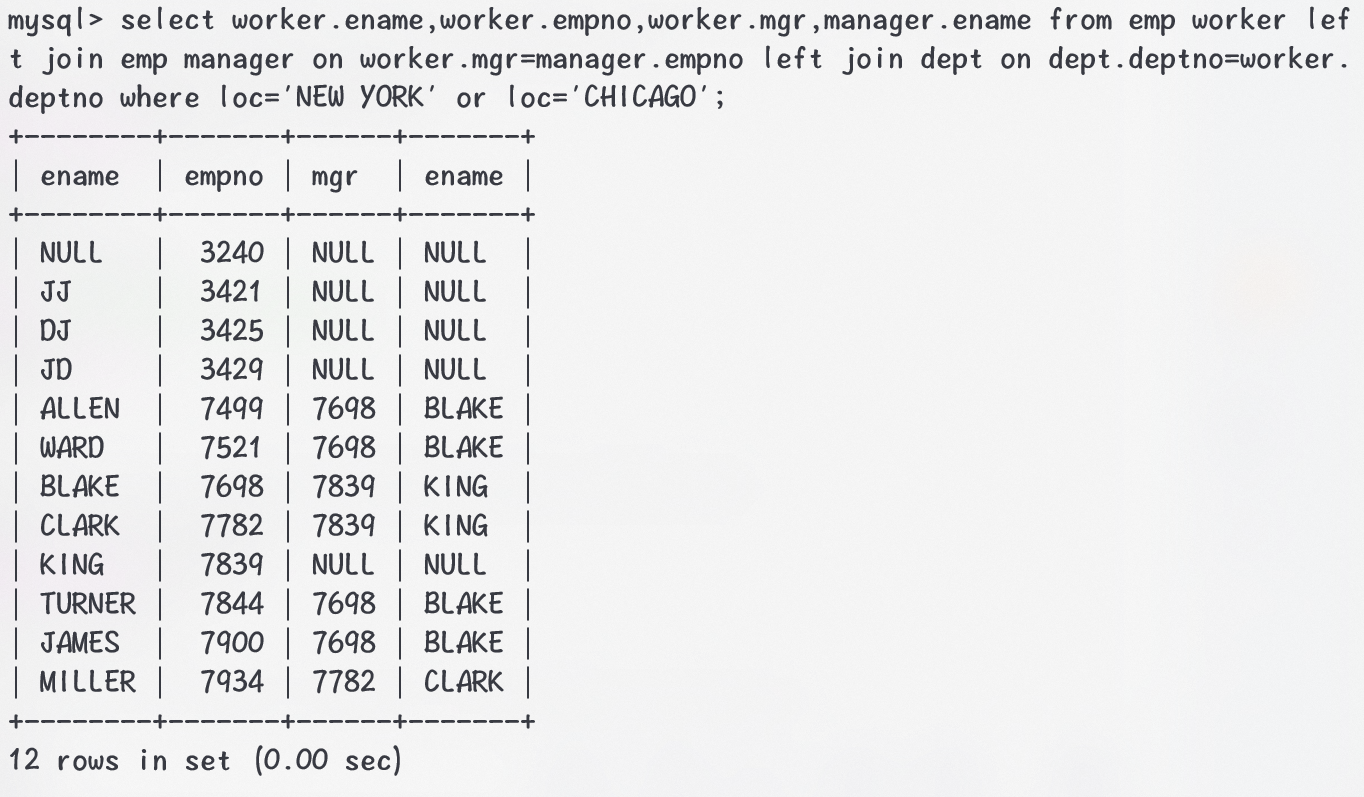 mysql> select worker.ename,worker.empno,worker.mgr,manager.ename from emp worker lef
t join emp manager on worker.mgr=manager.empno left join dept on dept.deptno=worker.
deptno where loc='NEW YORK' or loc='CHICAGO';
+--------+-------+------+-------+
| ename  | empno | mgr  | ename |
+--------+-------+------+-------+
| NULL   |  3240 | NULL | NULL  |
| JJ     |  3421 | NULL | NULL  |
| DJ     |  3425 | NULL | NULL  |
| JD     |  3429 | NULL | NULL  |
| ALLEN  |  7499 | 7698 | BLAKE |
| WARD   |  7521 | 7698 | BLAKE |
| BLAKE  |  7698 | 7839 | KING  |
| CLARK  |  7782 | 7839 | KING  |
| KING   |  7839 | NULL | NULL  |
| TURNER |  7844 | 7698 | BLAKE |
| JAMES  |  7900 | 7698 | BLAKE |
| MILLER |  7934 | 7782 | CLARK |
+--------+-------+------+-------+
12 rows in set (0.00 sec)